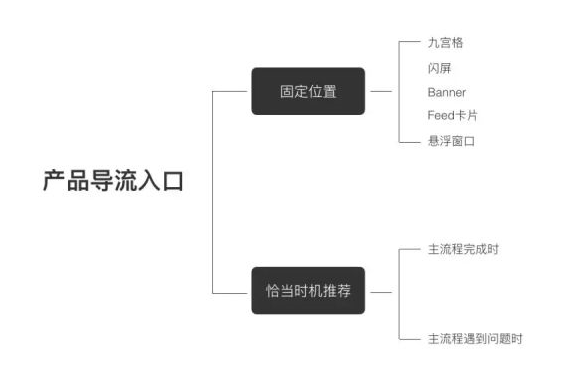 产品导流入口
固定位置
九宫格
闪屏
Banner
Feed卡片
悬浮窗口
恰当时机推荐
主流程完成时
主流程遇到问题时